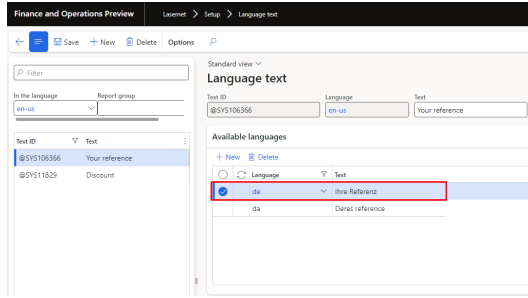 Finance and Operations Preview Lasernet > Setup > Language text
Save + New Delete Options
Filter
In the language Report group
en-us
Text ID Text
@SYS106366 Your reference
@SYS11829 Discount
Standard view
Language text
Text ID Language Text
@SYS106366 en-us Your reference
Available languages
+ New Delete
Language Text
de Ihre Referenz
da Deres reference